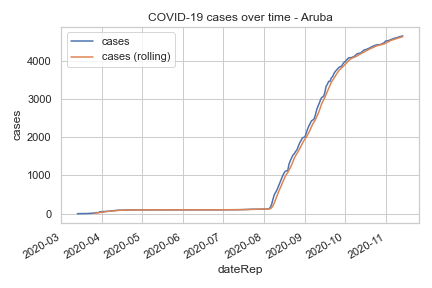 COVID-19 cases over time - Aruba
cases
cases (rolling)
4000
3000
2000
1000
0
cases
2020-03
2020-04
2020-05
2020-06
2020-07
2020-08
2020-09
2020-10
2020-11
dateRep